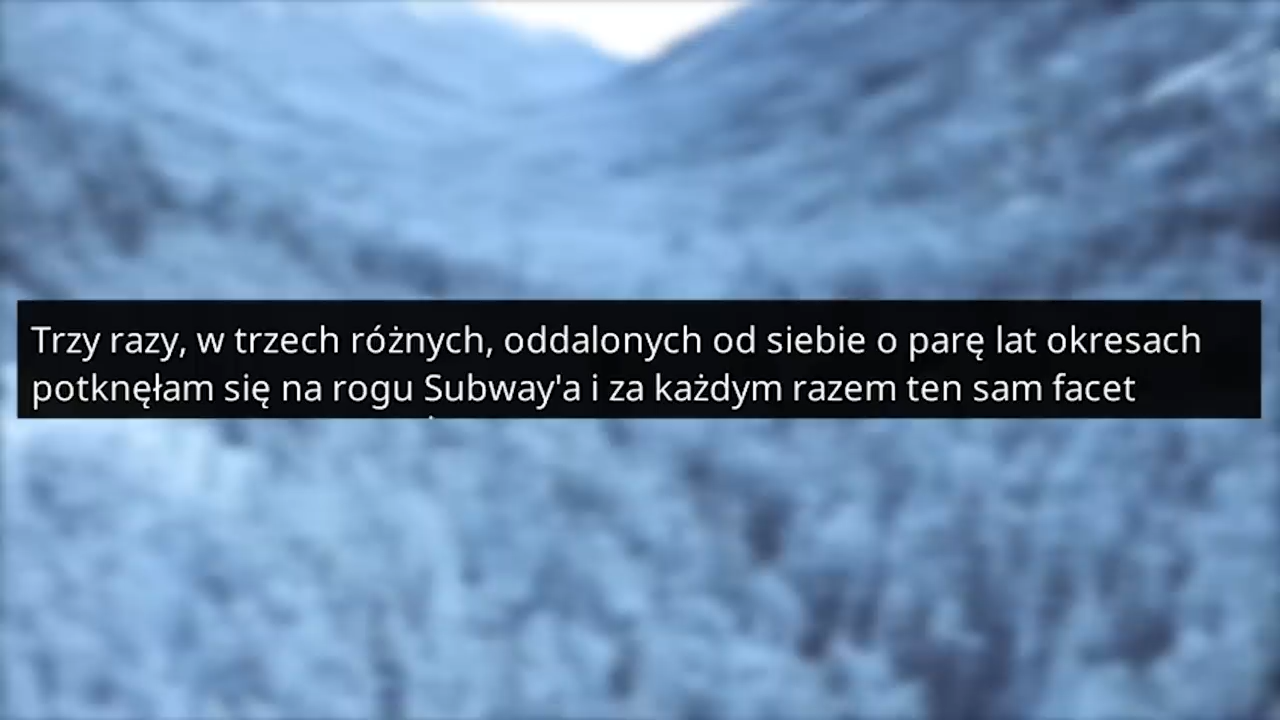 Trzy razy, w trzech różnych, oddalonych od siebie o parę lat okresach
potknęłam się na rogu Subway'a i za każdym razem ten sam facet